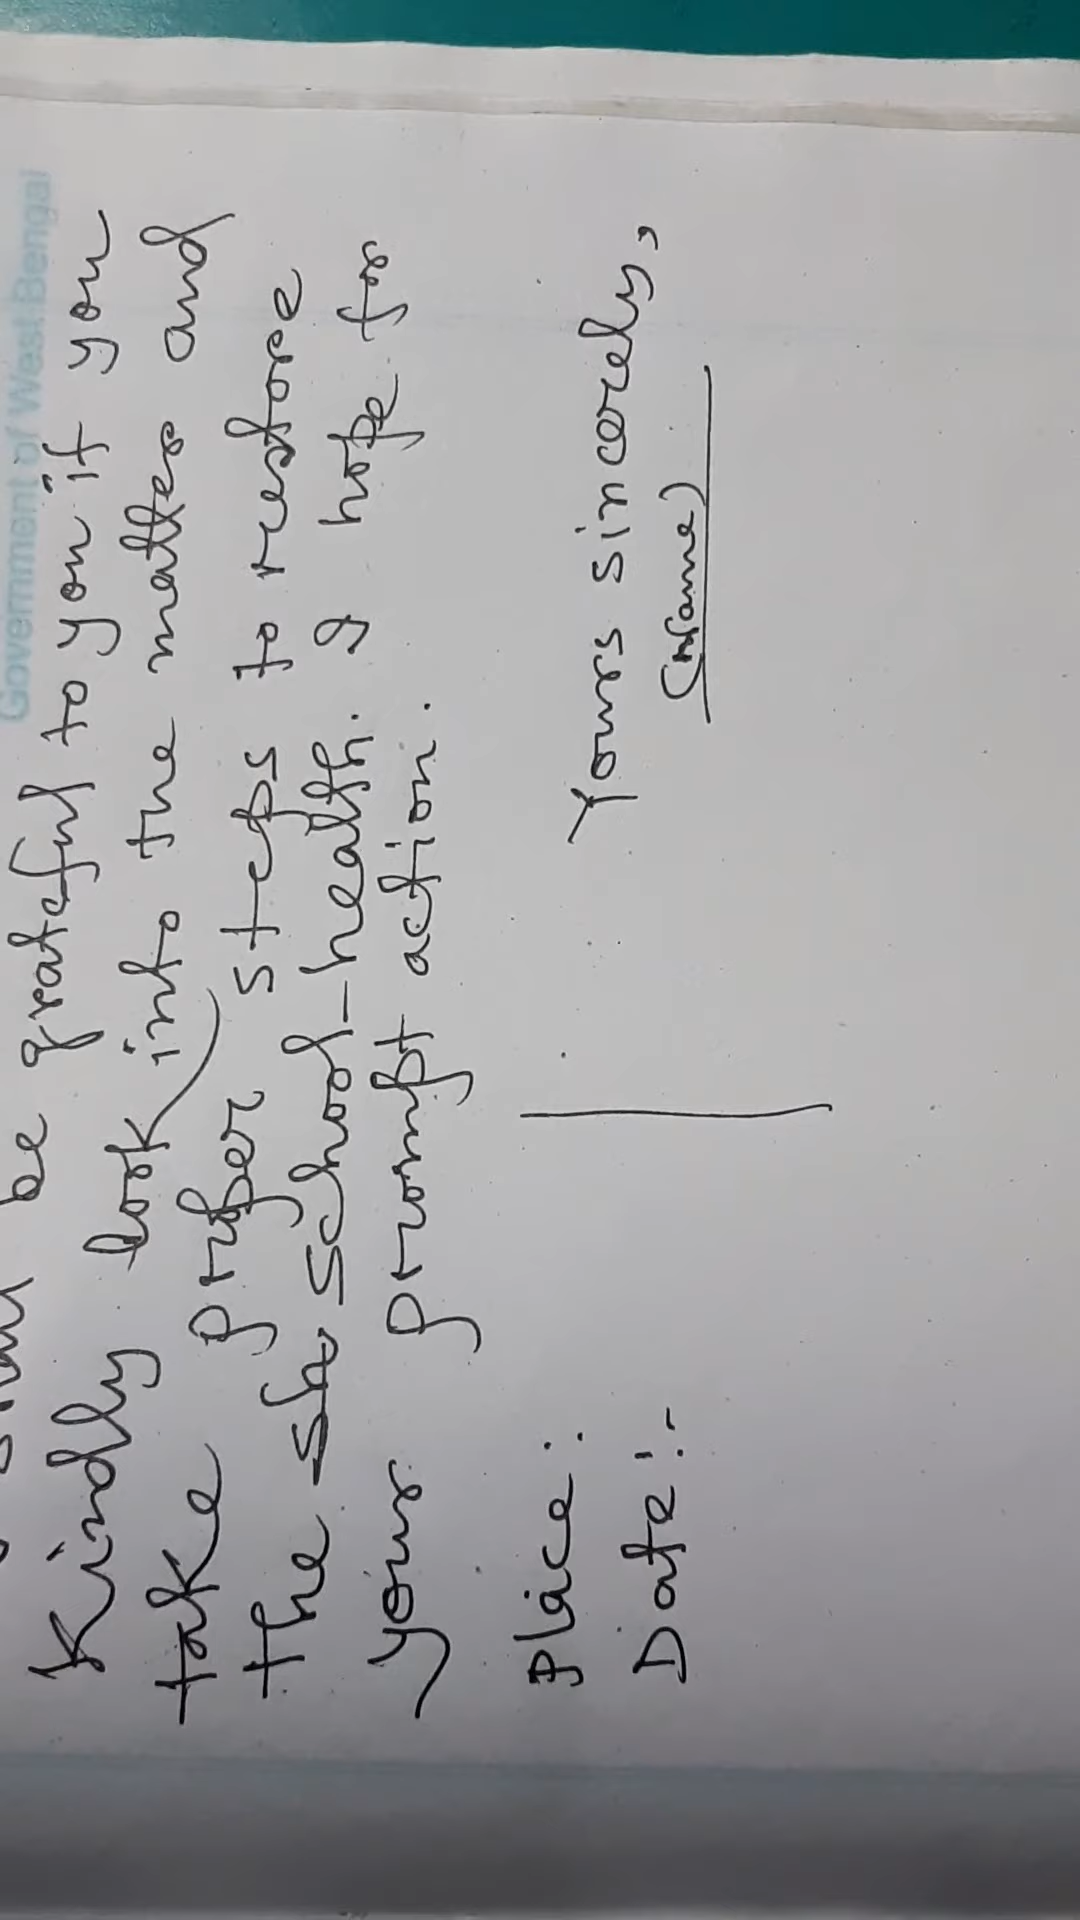 Government of West Bengal
be grateful to you if you
Kindly look into the matter and
take proper steps to restore
the sho school-health. I hope for
your prompt action.
Place:
Yours sincerely,
Date:-
(Name)